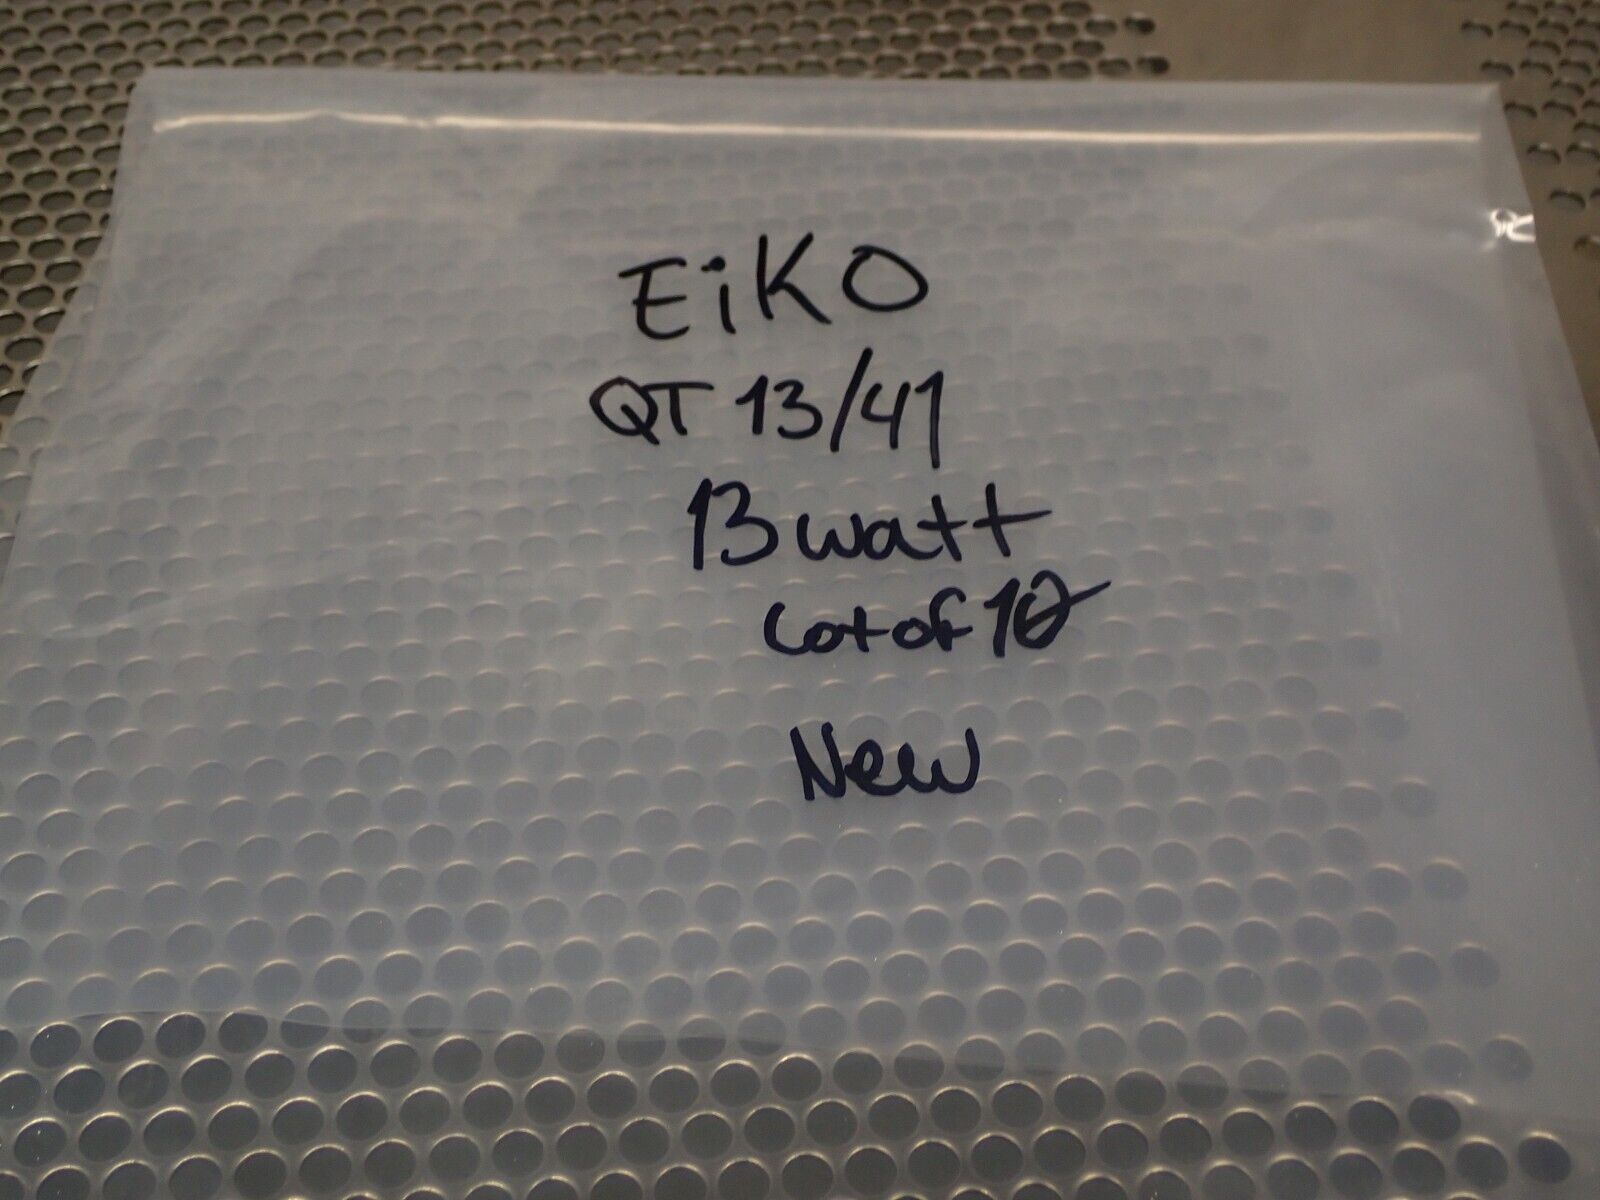 EiKO
QT 13/41
13 watt
Lot of 10
New